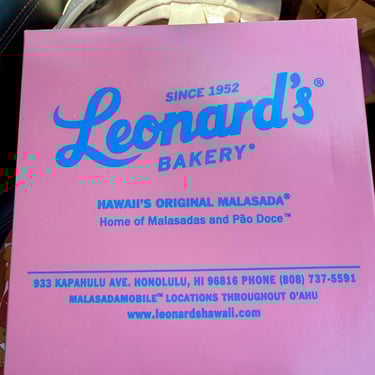 SINCE 1952
Leonard's®
BAKERY®
HAWAII'S ORIGINAL MALASADA®
Home of Malasadas and Pão Doce™
933 KAPAHULU AVE. HONOLULU, HI 96816 PHONE (808) 737-5591
MALASADAMOBILE™ LOCATIONS THROUGHOUT O'AHU
www.leonardshawaii.com